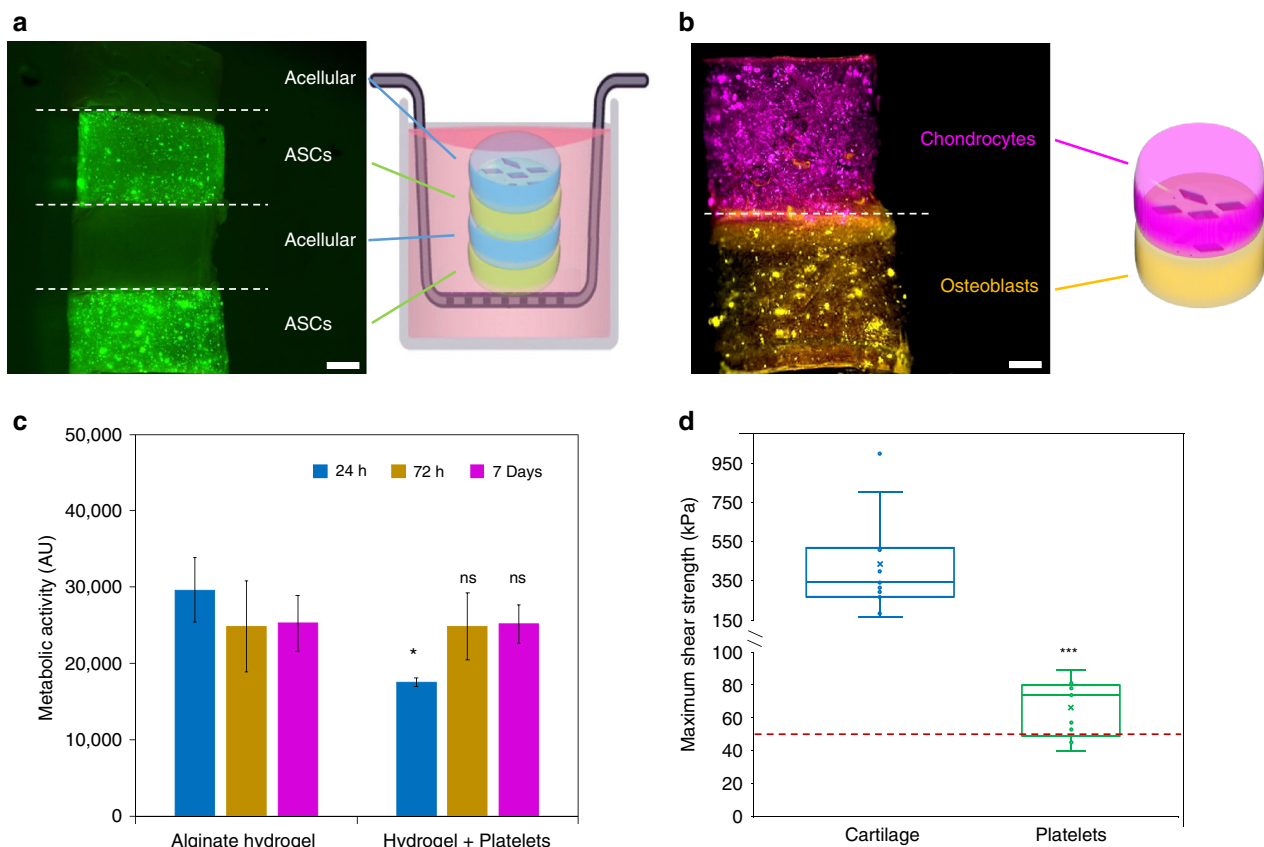 a
Acellular
ASCs
Acellular
ASCs
b
Chondrocytes
Osteoblasts
c
50,000
40,000
30,000
20,000
10,000
0
Metabolic activity (AU)
24 h 72 h 7 Days
* ns ns
Alginate hydrogel Hydrogel + Platelets
d
950
750
550
350
150
100
80
60
40
20
0
Maximum shear strength (kPa)
***
Cartilage Platelets